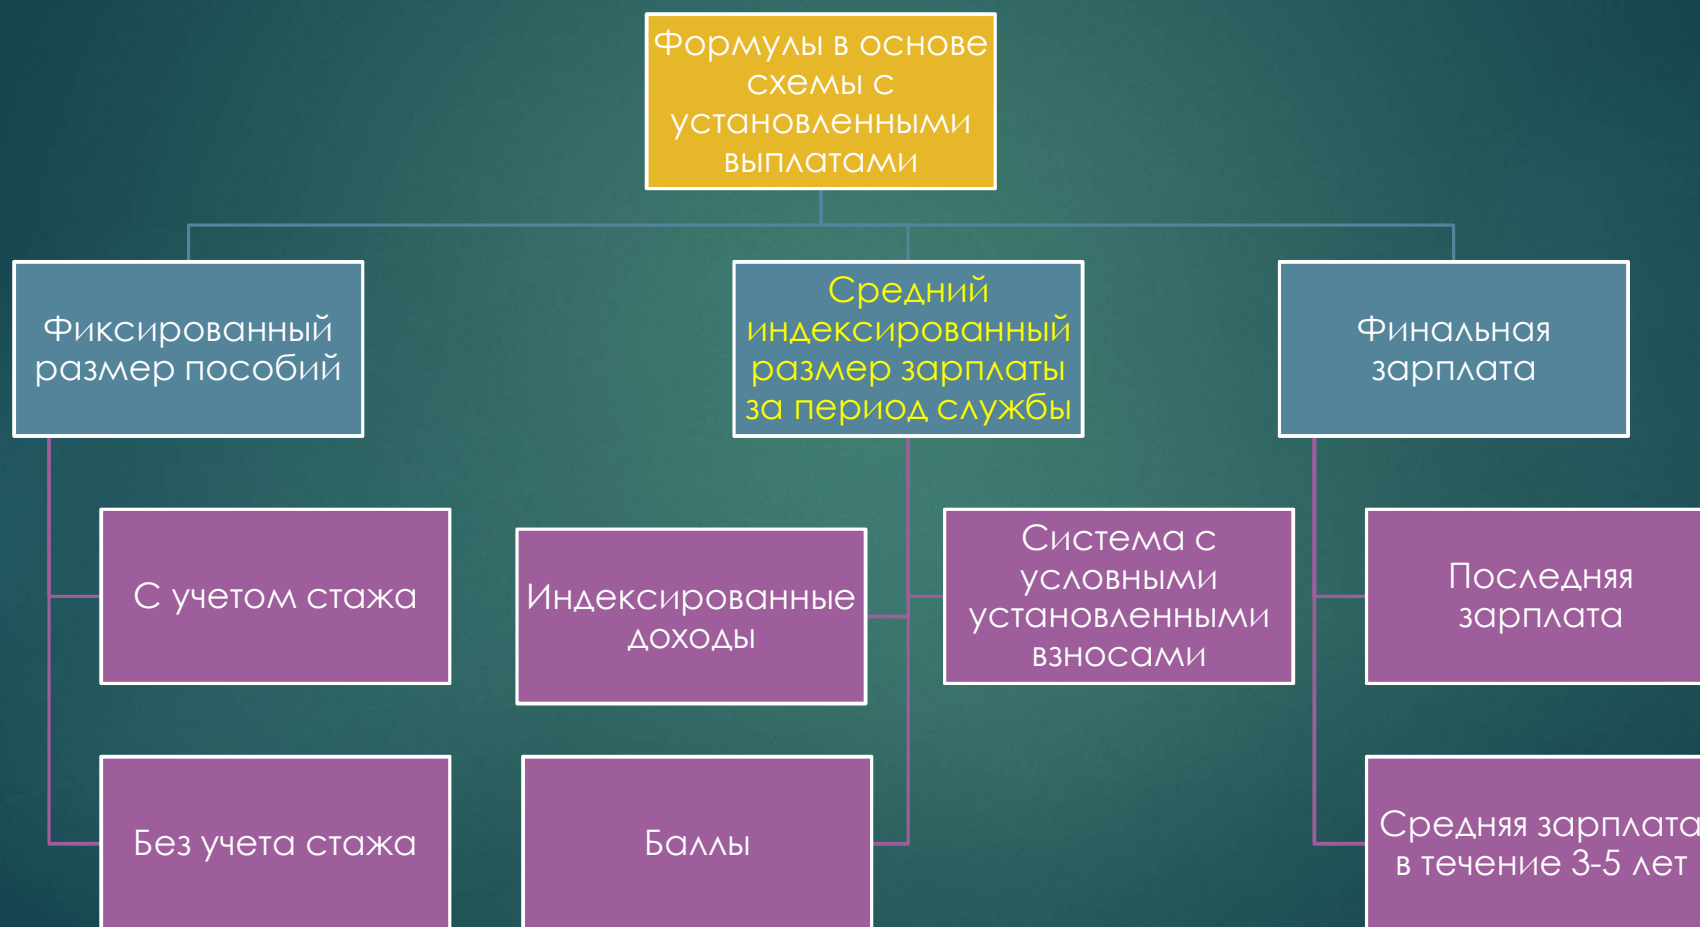 Формулы в основе
схемы с
установленными
выплатами
Фиксированный
размер пособий
Средний
индексированный
размер зарплаты
за период службы
Финальная
зарплата
С учетом стажа
Индексированные
доходы
Система с
условными
установленными
взносами
Последняя
зарплата
Без учета стажа
Баллы
Средняя зарплата
в течение 3-5 лет